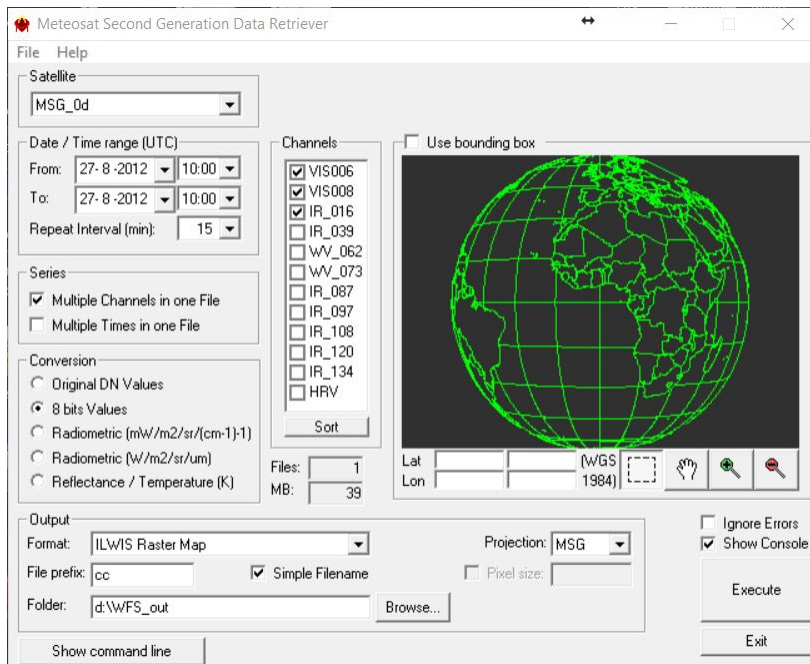 Meteosat Second Generation Data Retriever
File Help
Satellite
MSG_0d
Date / Time range (UTC)
From: 27- 8 -2012 10:00
To: 27- 8 -2012 10:00
Repeat Interval (min): 15
Series
Multiple Channels in one File
Multiple Times in one File
Conversion
Original DN Values
8 bits Values
Radiometric (mW/m2/sr/(cm-1)-1)
Radiometric (W/m2/sr/um)
Reflectance / Temperature (K)
Channels
VIS006
VIS008
IR_016
IR_039
WV_062
WV_073
IR_087
IR_097
IR_108
IR_120
IR_134
HRV
Sort
Files: 1
MB: 39
Use bounding box
Lat (WGS
Lon 1984)
Output
Format: ILWIS Raster Map Projection: MSG
File prefix: cc Simple Filename Pixel size:
Folder: d:\WFS_out Browse...
Ignore Errors
Show Console
Execute
Exit
Show command line